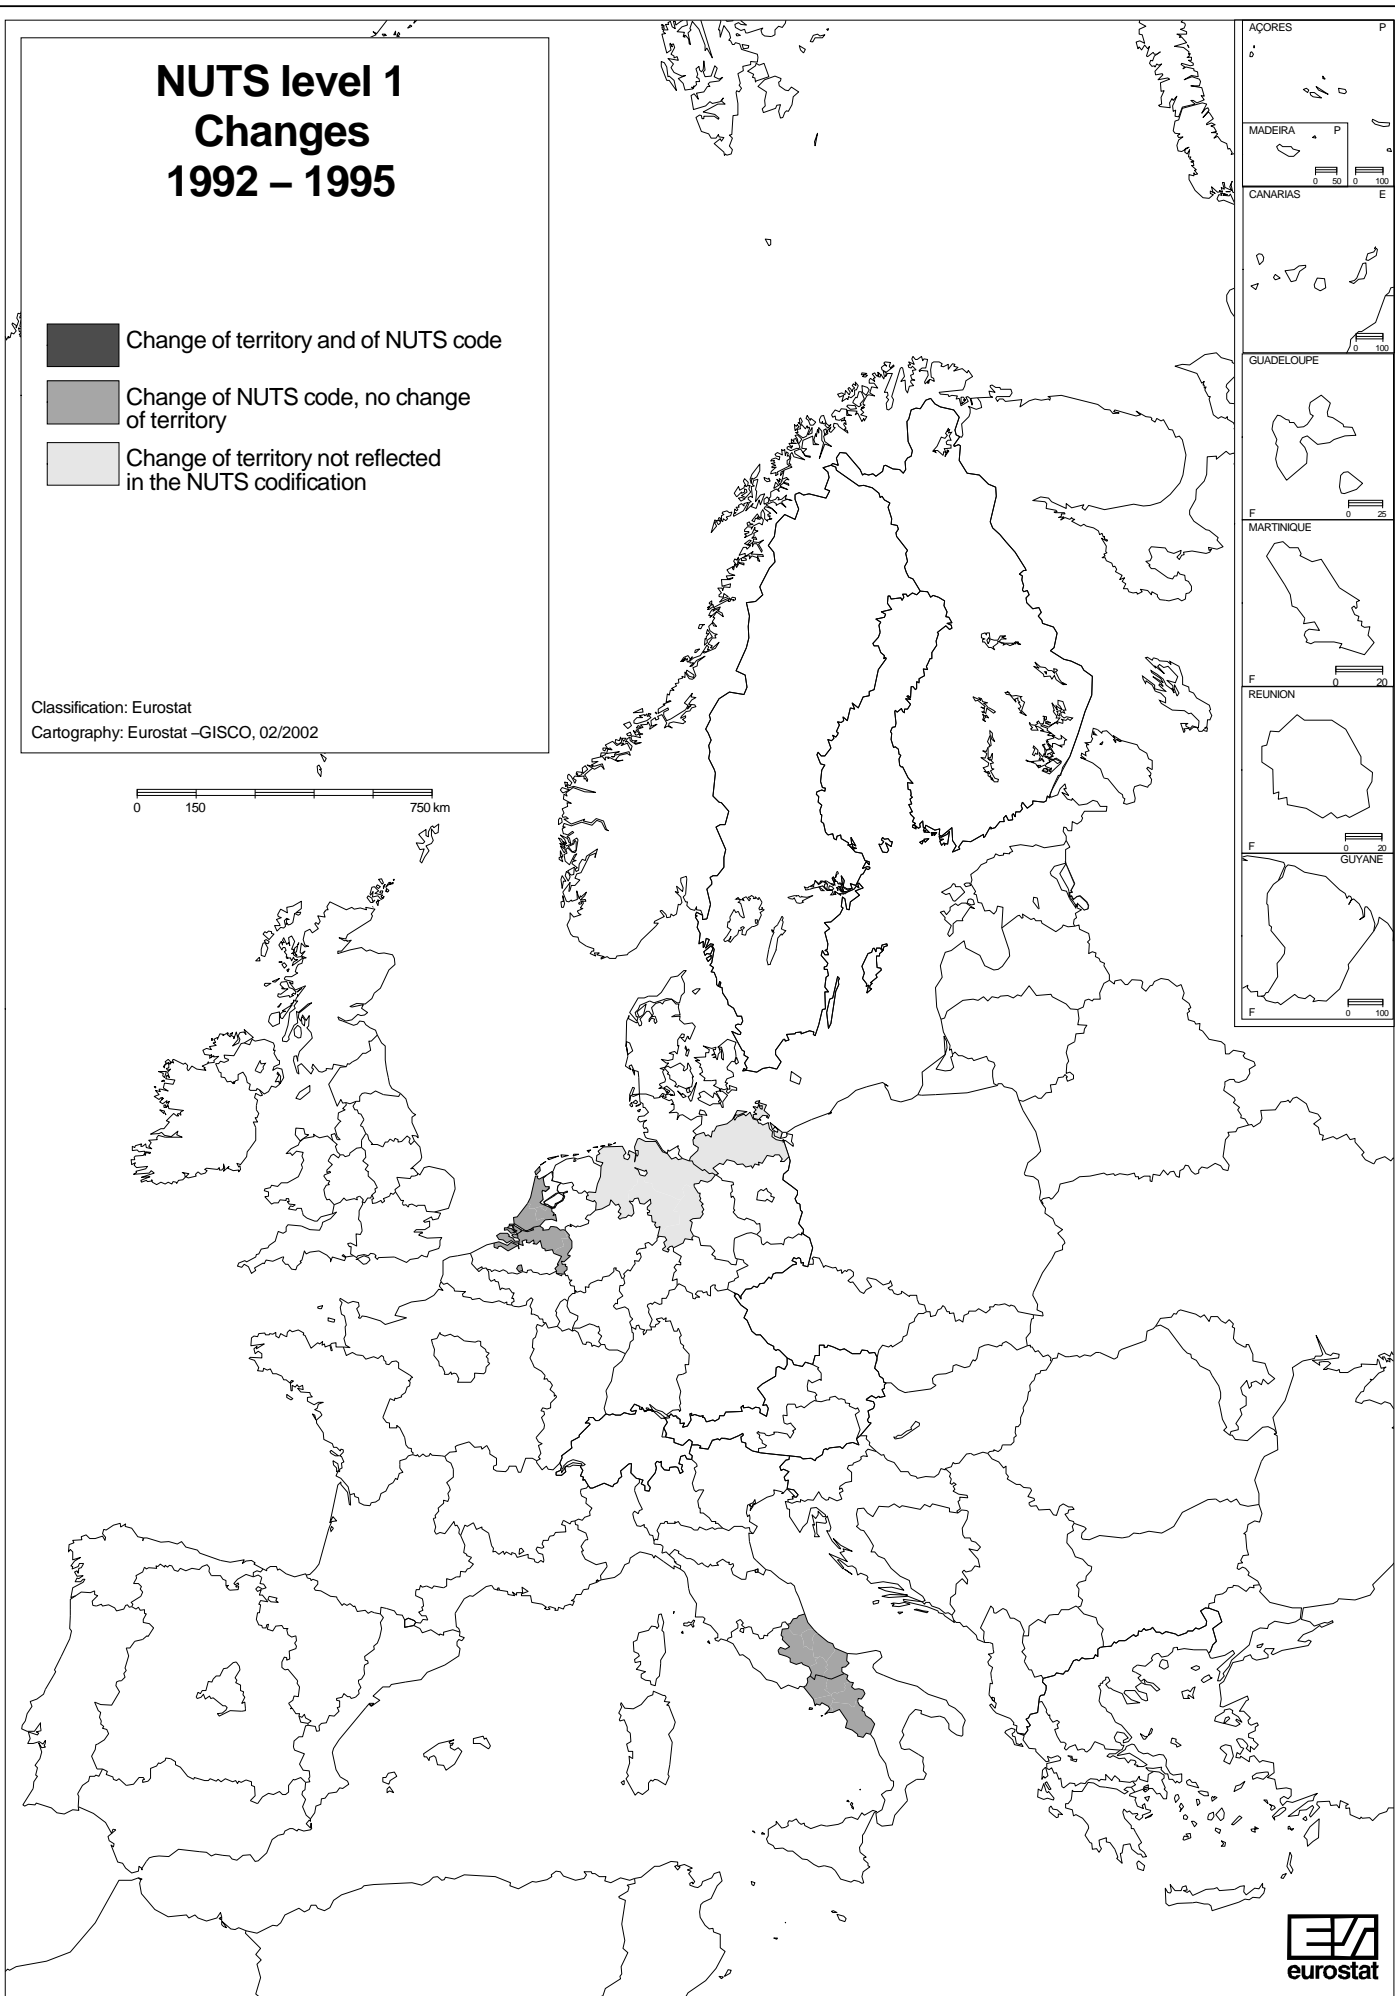 NUTS level 1
Changes
1992 – 1995
Change of territory and of NUTS code
Change of NUTS code, no change
of territory
Change of territory not reflected
in the NUTS codification
Classification: Eurostat
Cartography: Eurostat –GISCO, 02/2002
0 150 750 km
AÇORES P
MADEIRA P
0 50 0 100
CANARIAS E
0 100
GUADELOUPE
F 0 25
MARTINIQUE
F 0 20
REUNION
F 0 20
GUYANE
F 0 100
eurostat